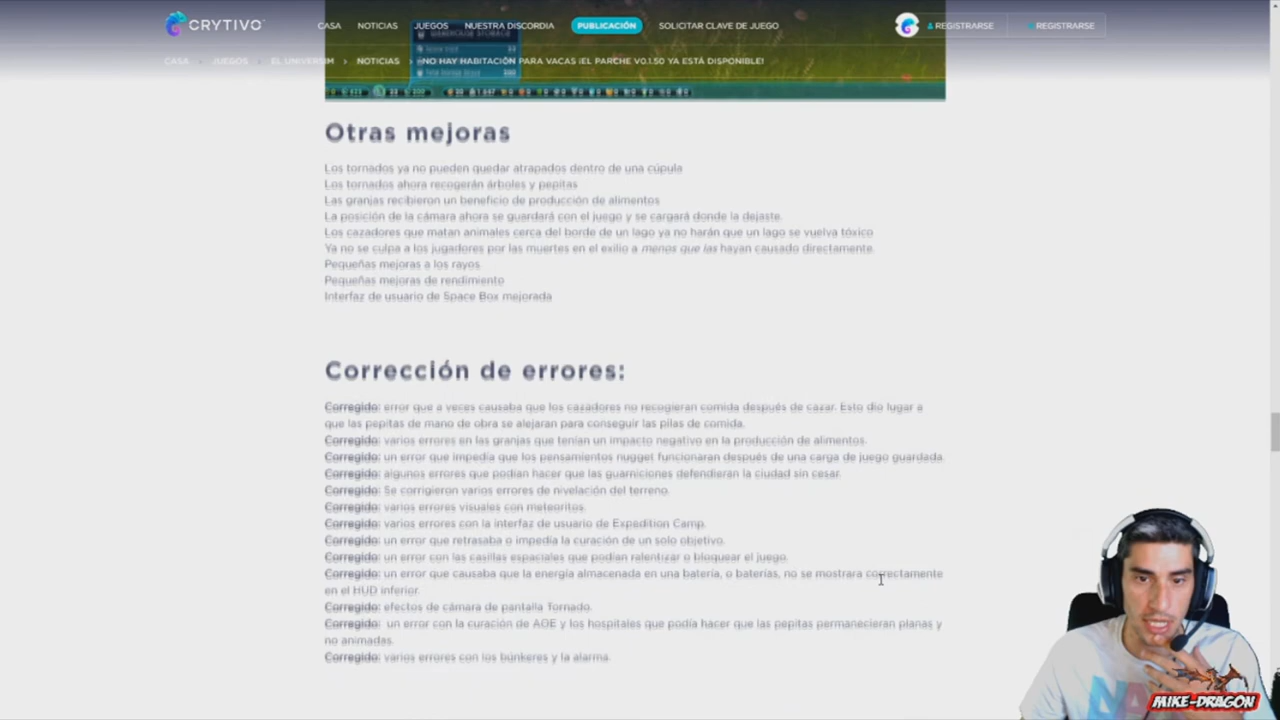 CRYTIVO
CASA NOTICIAS JUEGOS NUESTRA DISCORDIA PUBLICACIÓN SOLICITAR CLAVE DE JUEGO REGISTRARSE REGISTRARSE
CASA > JUEGOS > EL UNIVERSIM > NOTICIAS > ¡NO HAY HABITACIÓN PARA VACAS ¡EL PARCHE V0.1.50 YA ESTÁ DISPONIBLE!
Otras mejoras
Los tornados ya no pueden quedar atrapados dentro de una cúpula
Los tornados ahora recogerán árboles y pepitas
Las granjas recibieron un beneficio de producción de alimentos
La posición de la cámara ahora se guardará con el juego y se cargará donde la dejaste.
Los cazadores que matan animales cerca del borde de un lago ya no harán que un lago se vuelva tóxico
Ya no se culpa a los jugadores por las muertes en el exilio a menos que las hayan causado directamente.
Pequeñas mejoras a los rayos
Pequeñas mejoras de rendimiento
Interfaz de usuario de Space Box mejorada
Corrección de errores:
Corregido: error que a veces causaba que los cazadores no recogieran comida después de cazar. Esto dio lugar a
que las pepitas de mano de obra se alejaran para conseguir las pilas de comida.
Corregido: varios errores en las granjas que tenían un impacto negativo en la producción de alimentos.
Corregido: un error que impedía que los pensamientos nugget funcionaran después de una carga de juego guardada.
Corregido: algunos errores que podían hacer que las guarniciones defendieran la ciudad sin cesar.
Corregido: Se corrigieron varios errores de nivelación del terreno.
Corregido: varios errores visuales con meteoritos.
Corregido: varios errores con la interfaz de usuario de Expedition Camp.
Corregido: un error que retrasaba o impedía la curación de un solo objetivo.
Corregido: un error con las casillas espaciales que podían ralentizar o bloquear el juego.
Corregido: un error que causaba que la energía almacenada en una batería, o baterías, no se mostrara correctamente
en el HUD inferior.
Corregido: efectos de cámara de pantalla Tornado.
Corregido: un error con la curación de AOE y los hospitales que podía hacer que las pepitas permanecieran planas y
no animadas.
Corregido: varios errores con los búnkeres y la alarma.
MIKE-DRAGON